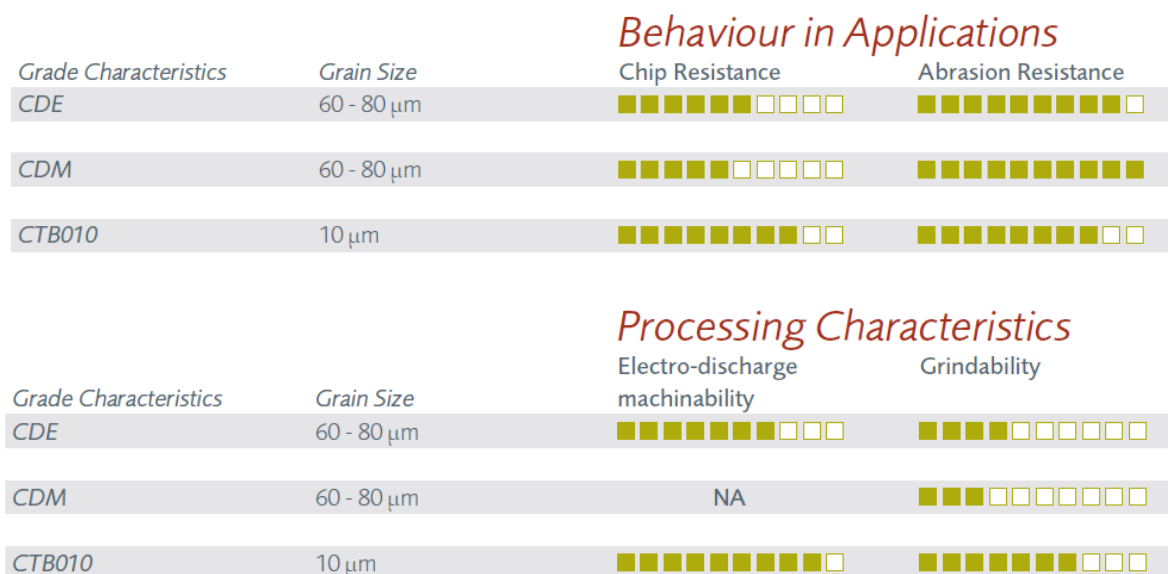 Behaviour in Applications
Grade Characteristics Grain Size Chip Resistance Abrasion Resistance
CDE 60 - 80 µm
CDM 60 - 80 µm
CTB010 10 µm
Processing Characteristics
Electro-discharge Grindability
Grade Characteristics Grain Size machinability
CDE 60 - 80 µm
CDM 60 - 80 µm NA
CTB010 10 µm